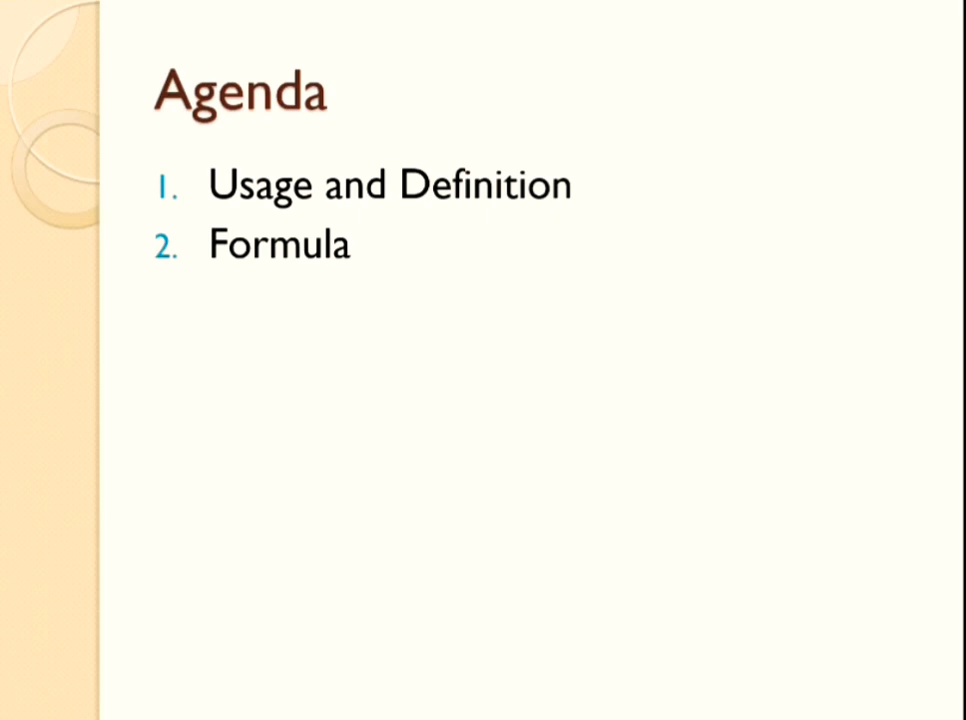 Agenda
1. Usage and Definition
2. Formula